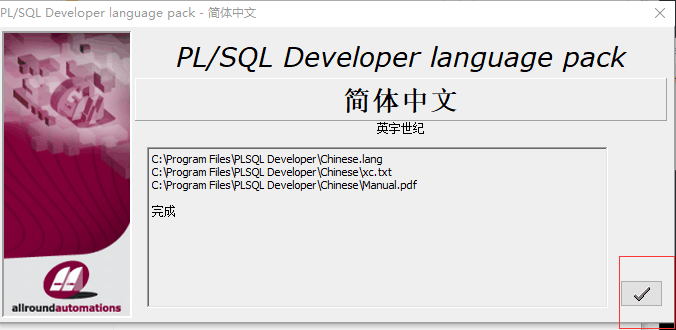 PL/SQL Developer language pack - 简体中文
PL/SQL Developer language pack
简体中文
英宇世纪
C:\Program Files\PLSQL Developer\Chinese.lang
C:\Program Files\PLSQL Developer\Chinese\xc.txt
C:\Program Files\PLSQL Developer\Chinese\Manual.pdf
完成
allroundautomations